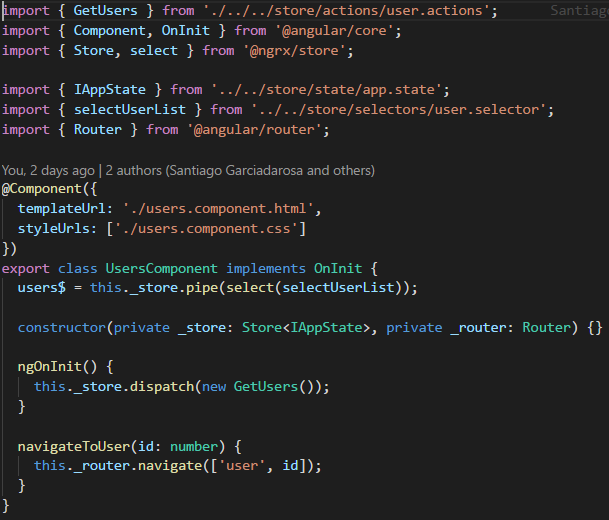 import { GetUsers } from './../../store/actions/user.actions';    Santiago
import { Component, OnInit } from '@angular/core';
import { Store, select } from '@ngrx/store';

import { IAppState } from '../../store/state/app.state';
import { selectUserList } from '../../store/selectors/user.selector';
import { Router } from '@angular/router';

You, 2 days ago | 2 authors (Santiago Garciadarosa and others)
@Component({
  templateUrl: './users.component.html',
  styleUrls: ['./users.component.css']
})
export class UsersComponent implements OnInit {
  users$ = this._store.pipe(select(selectUserList));

  constructor(private _store: Store<IAppState>, private _router: Router) {}

  ngOnInit() {
    this._store.dispatch(new GetUsers());
  }

  navigateToUser(id: number) {
    this._router.navigate(['user', id]);
  }
}